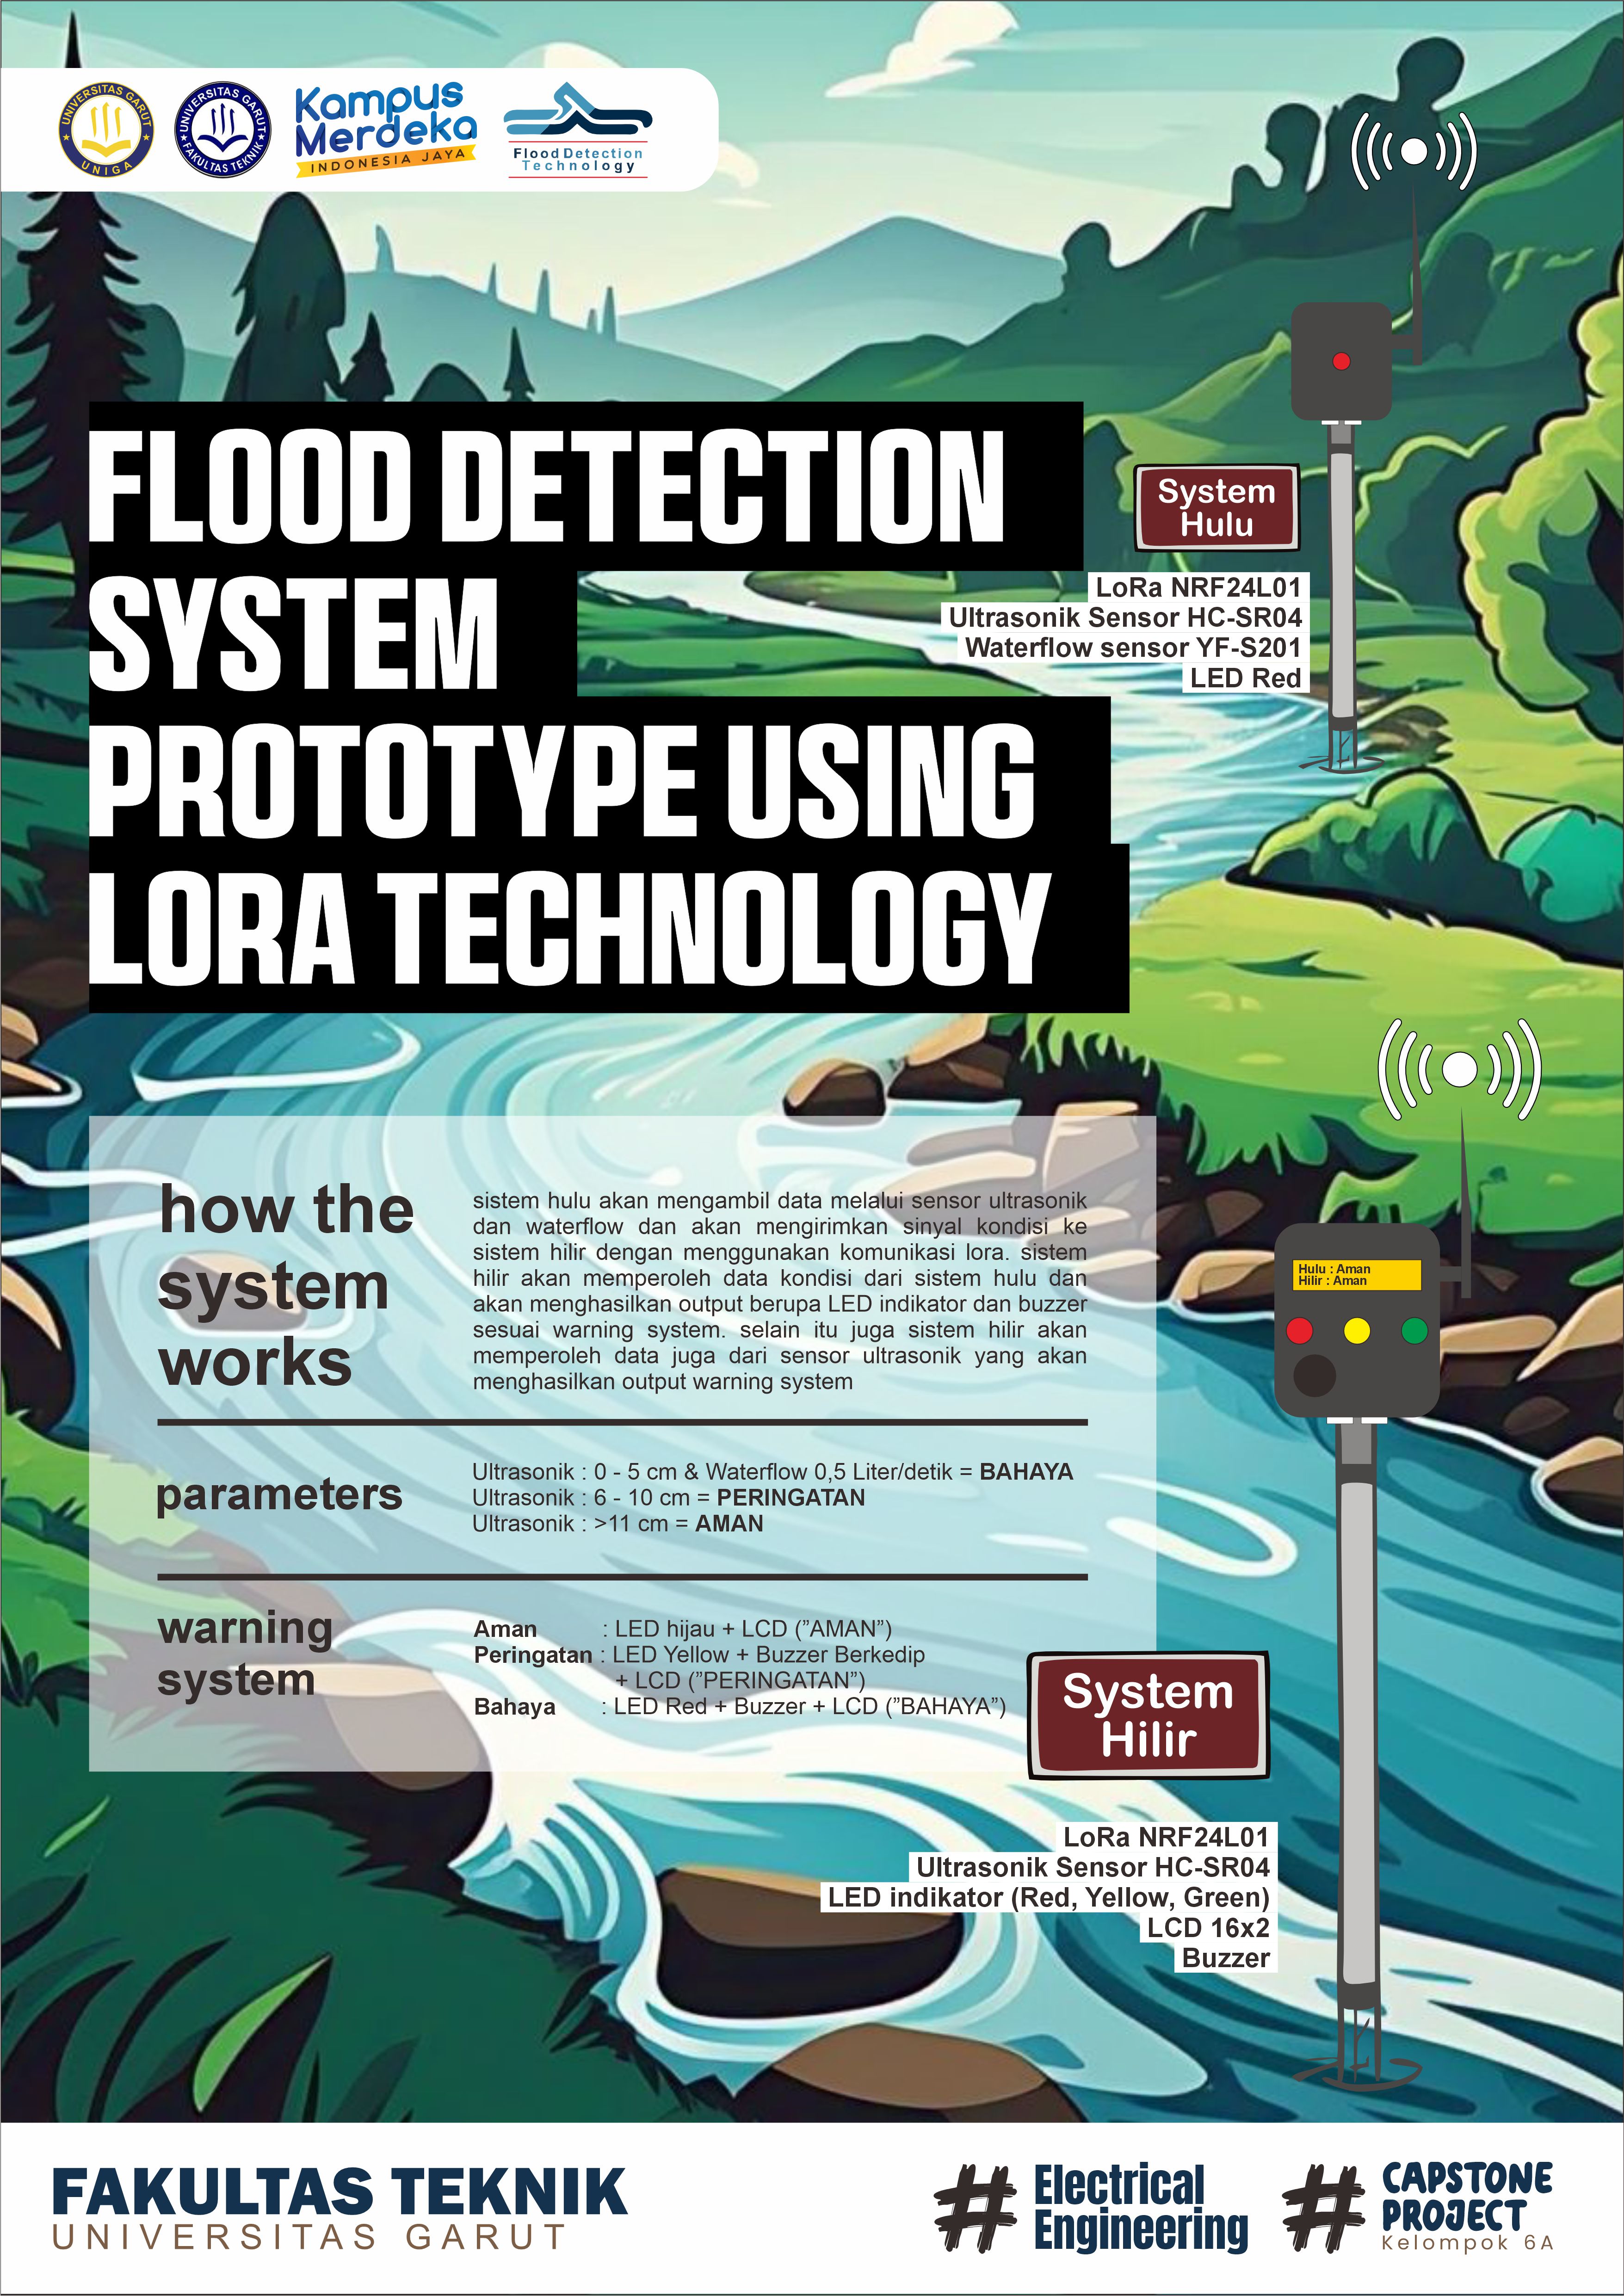 UNIVERSITAS GARUT
UNIGA
UNIVERSITAS GARUT
FAKULTAS TEKNIK
Kampus
Merdeka
INDONESIA JAYA
Flood Detection
Technology
FLOOD DETECTION
SYSTEM
PROTOTYPE USING
LORA TECHNOLOGY
System
Hulu
LoRa NRF24L01
Ultrasonik Sensor HC-SR04
Waterflow sensor YF-S201
LED Red
how the
system
works
sistem hulu akan mengambil data melalui sensor ultrasonik
dan waterflow dan akan mengirimkan sinyal kondisi ke
sistem hilir dengan menggunakan komunikasi lora. sistem
hilir akan memperoleh data kondisi dari sistem hulu dan
akan menghasilkan output berupa LED indikator dan buzzer
sesuai warning system. selain itu juga sistem hilir akan
memperoleh data juga dari sensor ultrasonik yang akan
menghasilkan output warning system
Hulu : Aman
Hilir : Aman
parameters
Ultrasonik : 0 - 5 cm & Waterflow 0,5 Liter/detik = BAHAYA
Ultrasonik : 6 - 10 cm = PERINGATAN
Ultrasonik : >11 cm = AMAN
warning
system
Aman : LED hijau + LCD (”AMAN”)
Peringatan : LED Yellow + Buzzer Berkedip
+ LCD (”PERINGATAN”)
Bahaya : LED Red + Buzzer + LCD (”BAHAYA”)
System
Hilir
LoRa NRF24L01
Ultrasonik Sensor HC-SR04
LED indikator (Red, Yellow, Green)
LCD 16x2
Buzzer
FAKULTAS TEKNIK
UNIVERSITAS GARUT
# Electrical
Engineering
# CAPSTONE
PROJECT
Kelompok 6A